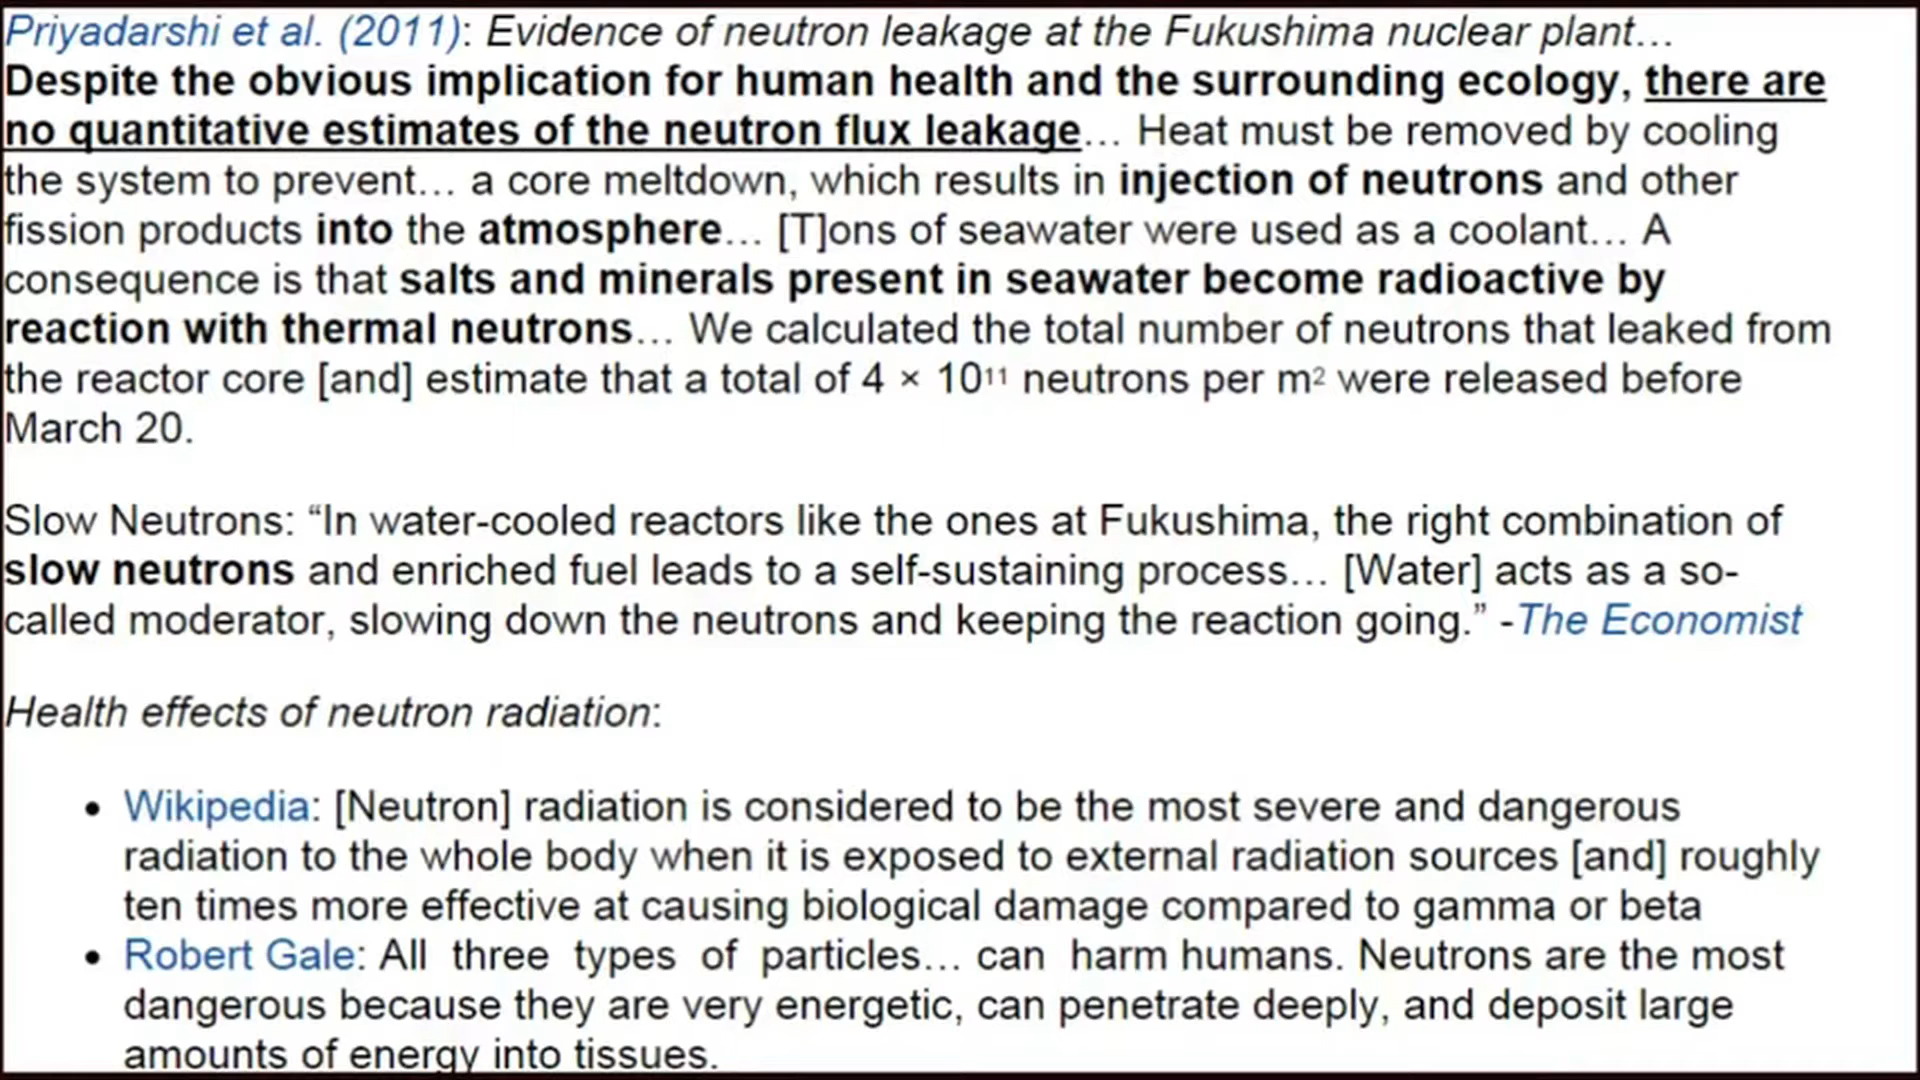 Priyadarshi et al. (2011): Evidence of neutron leakage at the Fukushima nuclear plant…
Despite the obvious implication for human health and the surrounding ecology, there are
no quantitative estimates of the neutron flux leakage… Heat must be removed by cooling
the system to prevent… a core meltdown, which results in injection of neutrons and other
fission products into the atmosphere… [T]ons of seawater were used as a coolant… A
consequence is that salts and minerals present in seawater become radioactive by
reaction with thermal neutrons… We calculated the total number of neutrons that leaked from
the reactor core [and] estimate that a total of 4 × 10¹¹ neutrons per m² were released before
March 20.
Slow Neutrons: “In water-cooled reactors like the ones at Fukushima, the right combination of
slow neutrons and enriched fuel leads to a self-sustaining process… [Water] acts as a so-
called moderator, slowing down the neutrons and keeping the reaction going.” -The Economist
Health effects of neutron radiation:
• Wikipedia: [Neutron] radiation is considered to be the most severe and dangerous
radiation to the whole body when it is exposed to external radiation sources [and] roughly
ten times more effective at causing biological damage compared to gamma or beta
• Robert Gale: All three types of particles… can harm humans. Neutrons are the most
dangerous because they are very energetic, can penetrate deeply, and deposit large
amounts of energy into tissues.